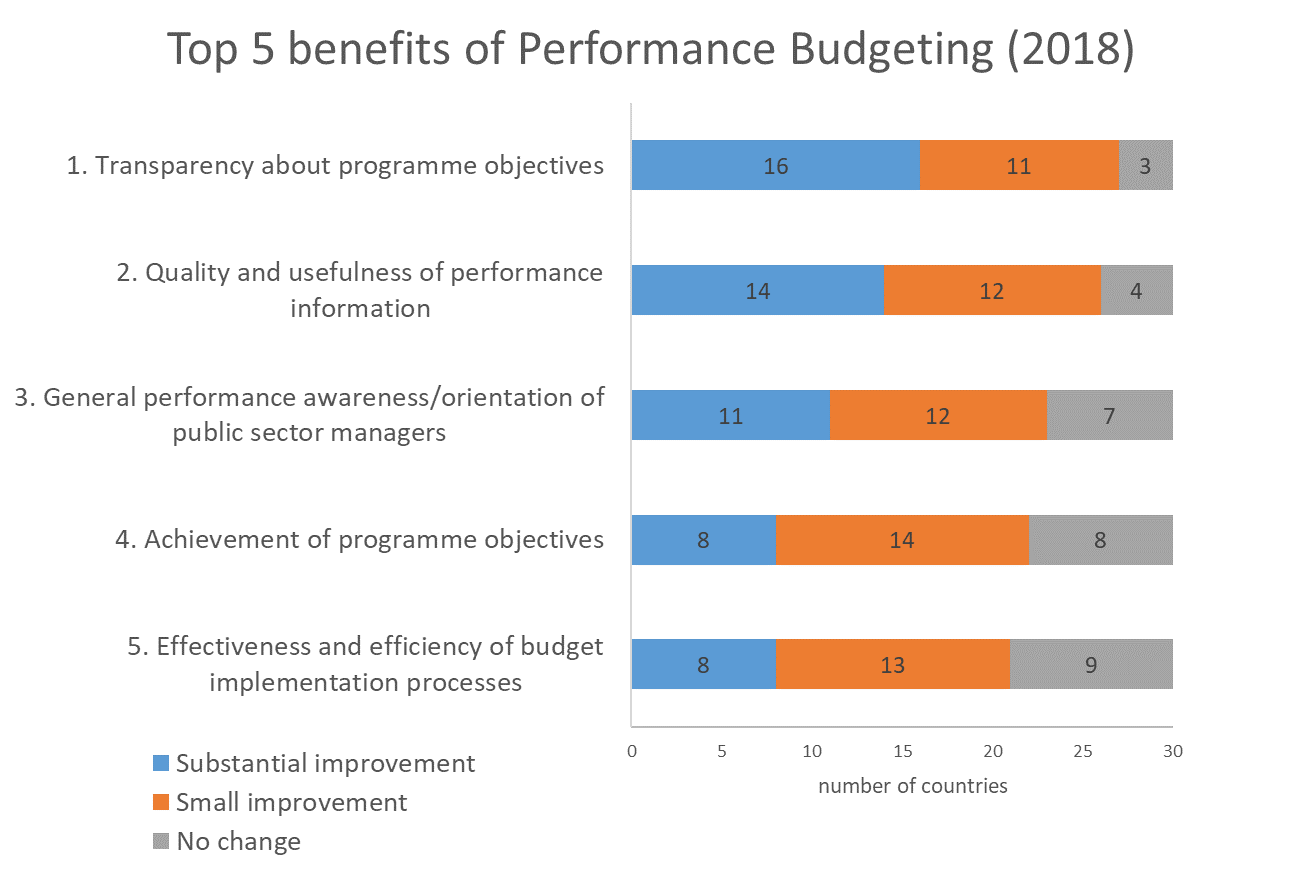 Top 5 benefits of Performance Budgeting (2018)
1. Transparency about programme objectives
16 11 3
2. Quality and usefulness of performance
information
14 12 4
3. General performance awareness/orientation of
public sector managers
11 12 7
4. Achievement of programme objectives
8 14 8
5. Effectiveness and efficiency of budget
implementation processes
8 13 9
0 5 10 15 20 25 30
number of countries
Substantial improvement
Small improvement
No change